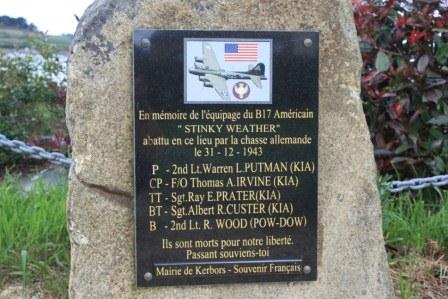 En mémoire de l'équipage du B17 Américain
" STINKY WEATHER"
abattu en ce lieu par la chasse allemande
le 31 - 12 - 1943
P - 2nd Lt.Warren L.PUTMAN (KIA)
CP - F/O Thomas A.IRVINE (KIA)
TT - Sgt.Ray E.PRATER(KIA)
BT - Sgt.Albert R.CUSTER (KIA)
B - 2nd Lt. R. WOOD (POW-DOW)
Ils sont morts pour notre liberté.
Passant souviens-toi
Mairie de Kerbors - Souvenir Français